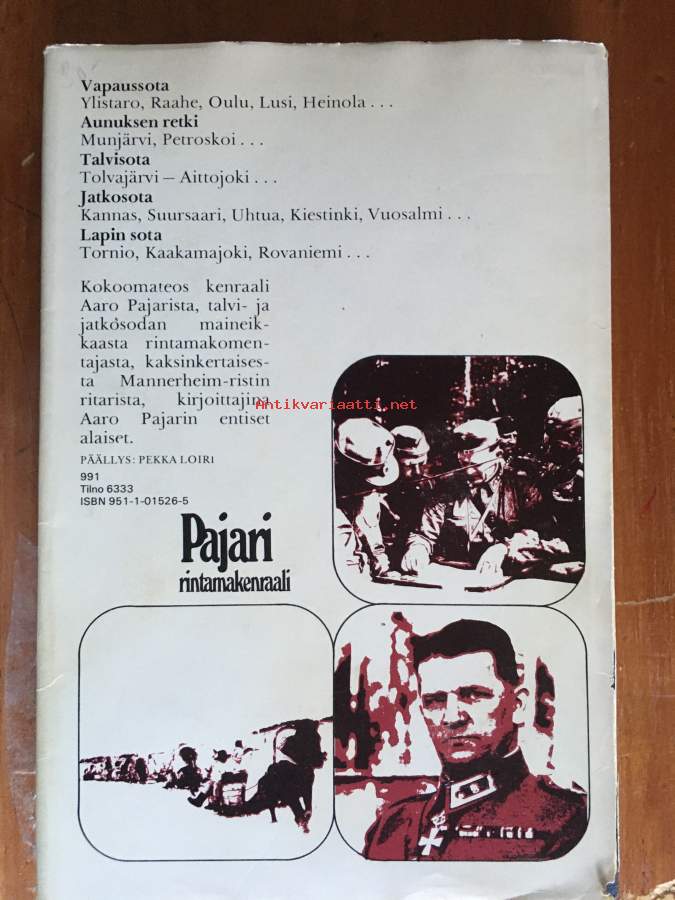 Vapaussota
Ylistaro, Raahe, Oulu, Lusi, Heinola . . .
Aunuksen retki
Munjärvi, Petroskoi . . .
Talvisota
Tolvajärvi – Aittojoki . . .
Jatkosota
Kannas, Suursaari, Uhtua, Kiestinki, Vuosalmi . . .
Lapin sota
Tornio, Kaakamajoki, Rovaniemi . . .
Kokoomateos kenraali
Aaro Pajarista, talvi- ja
jatkosodan maineik-
kaasta rintamakomen-
tajasta, kaksinkertaises-
ta Mannerheim-ristin
ritarista, kirjoittajina
Aaro Pajarin entiset
alaiset.
Antikvariaatti.net
PÄÄLLYS: PEKKA LOIRI
991
Tilno 6333
ISBN 951-1-01526-5
Pajari
rintamakenraali